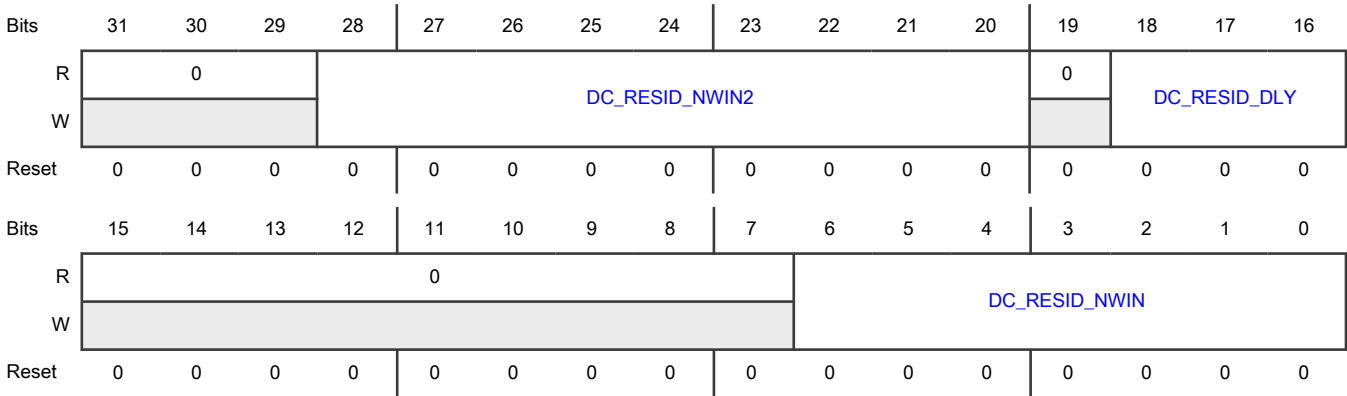 Bits 31 30 29 28 27 26 25 24 23 22 21 20 19 18 17 16
R 0 DC_RESID_NWIN2 0 DC_RESID_DLY
W
Reset 0 0 0 0 0 0 0 0 0 0 0 0 0 0 0 0
Bits 15 14 13 12 11 10 9 8 7 6 5 4 3 2 1 0
R 0 DC_RESID_NWIN
W
Reset 0 0 0 0 0 0 0 0 0 0 0 0 0 0 0 0